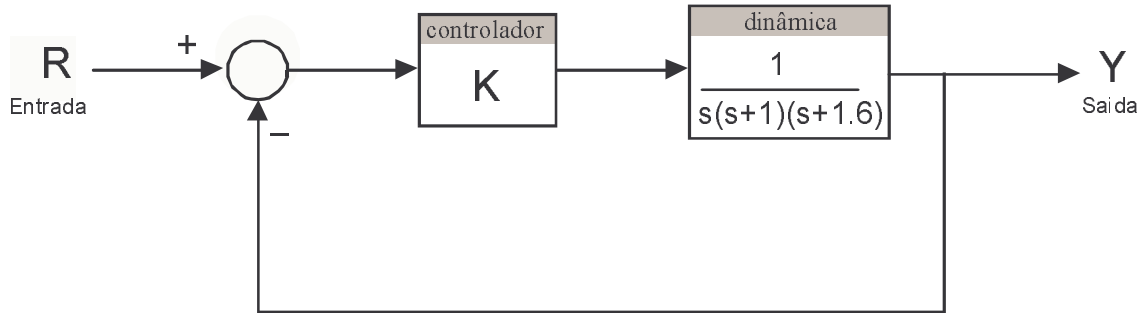 R
Entrada
+
−
controlador
K
dinâmica
1
s(s+1)(s+1.6)
Y
Saida